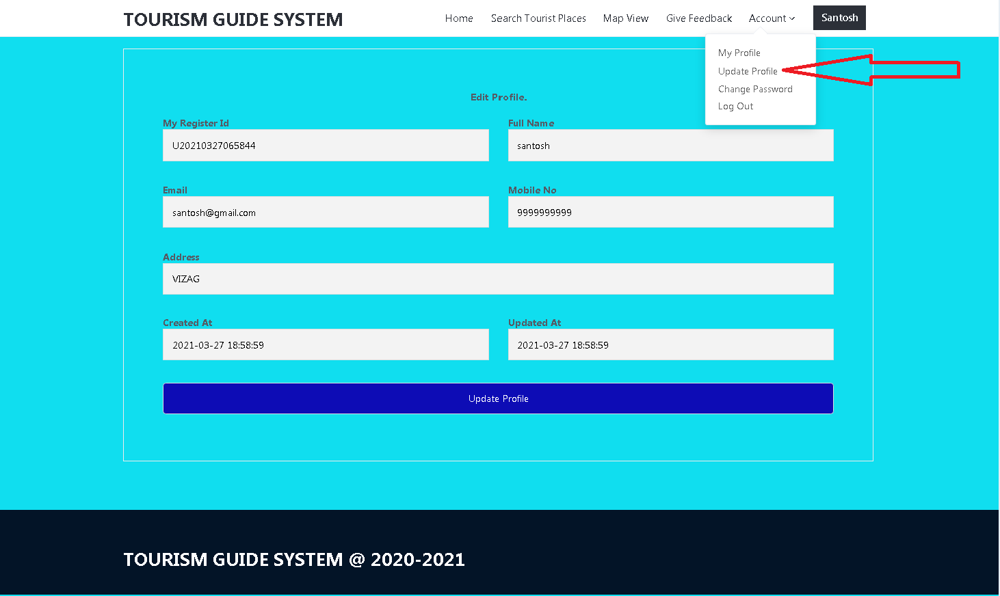 TOURISM GUIDE SYSTEM
Home Search Tourist Places Map View Give Feedback Account Santosh
My Profile
Update Profile
Change Password
Log Out
Edit Profile.
My Register Id Full Name
U20210327065844 santosh
Email Mobile No
santosh@gmail.com 9999999999
Address
VIZAG
Created At Updated At
2021-03-27 18:58:59 2021-03-27 18:58:59
Update Profile
TOURISM GUIDE SYSTEM @ 2020-2021